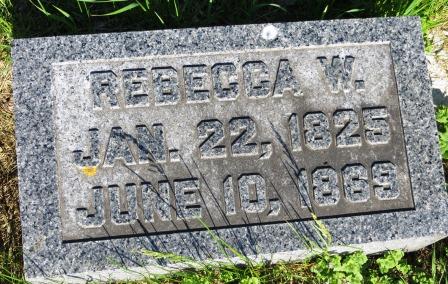 REBECCA W.
JAN. 22, 1825
JUNE 10, 1869